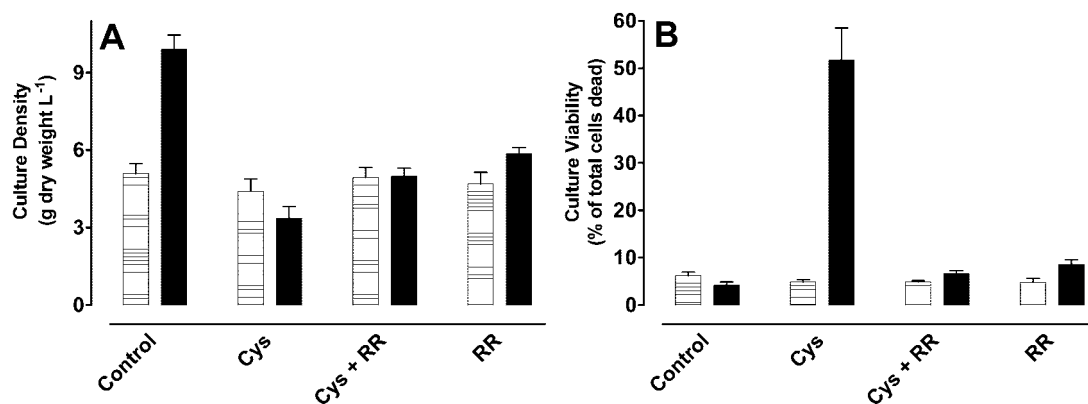 A
Culture Density
(g dry weight L⁻¹)
9
6
3
0
Control
Cys
Cys + RR
RR
B
Culture Viability
(% of total cells dead)
60
50
40
30
20
10
0
Control
Cys
Cys + RR
RR